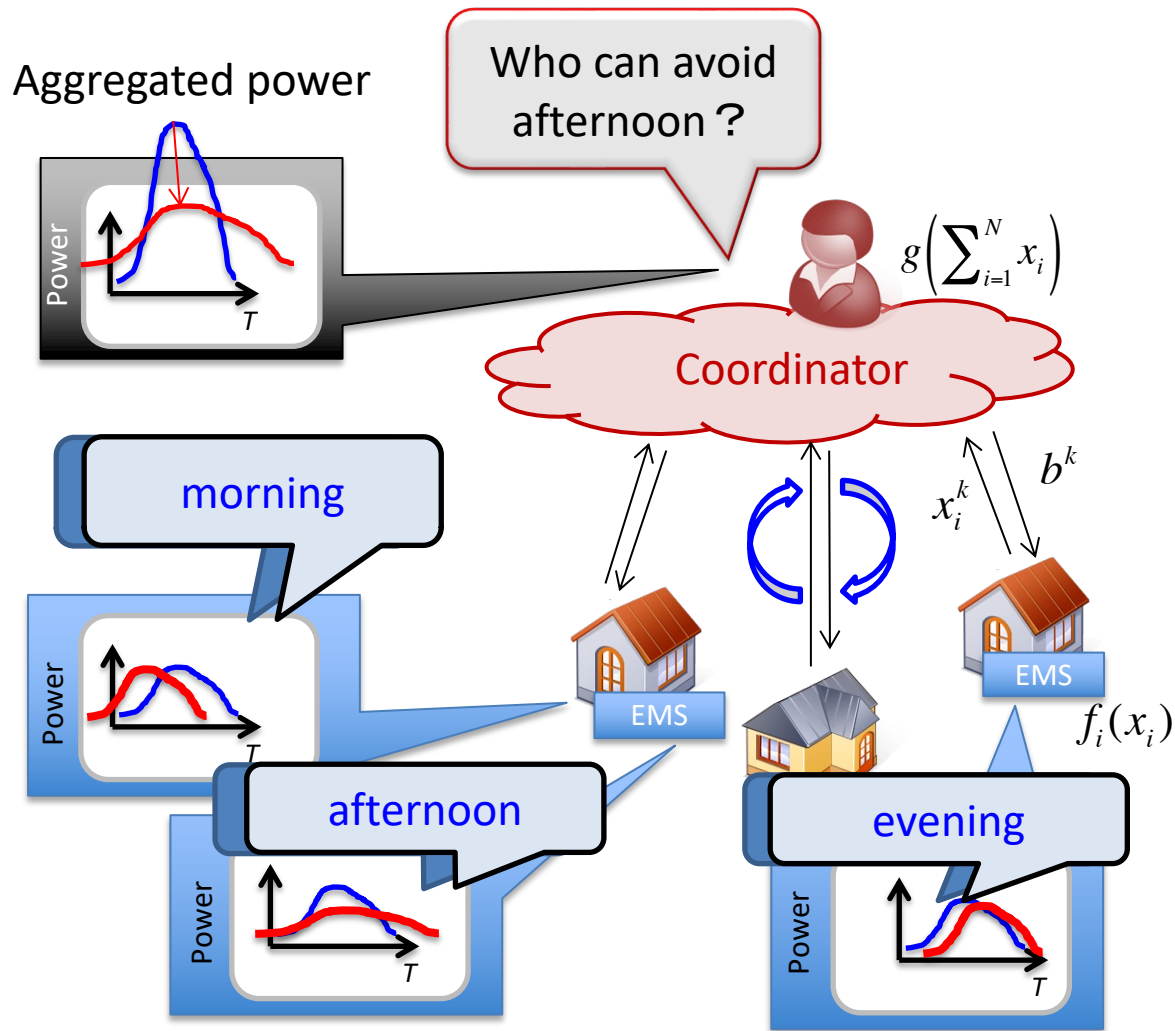 Aggregated power
Who can avoid
afternoon？
Power
T
g(∑_{i=1}^{N} x_i)
Coordinator
morning
x_i^k
b^k
Power
T
EMS
EMS
f_i(x_i)
afternoon
evening
Power
T
Power
T